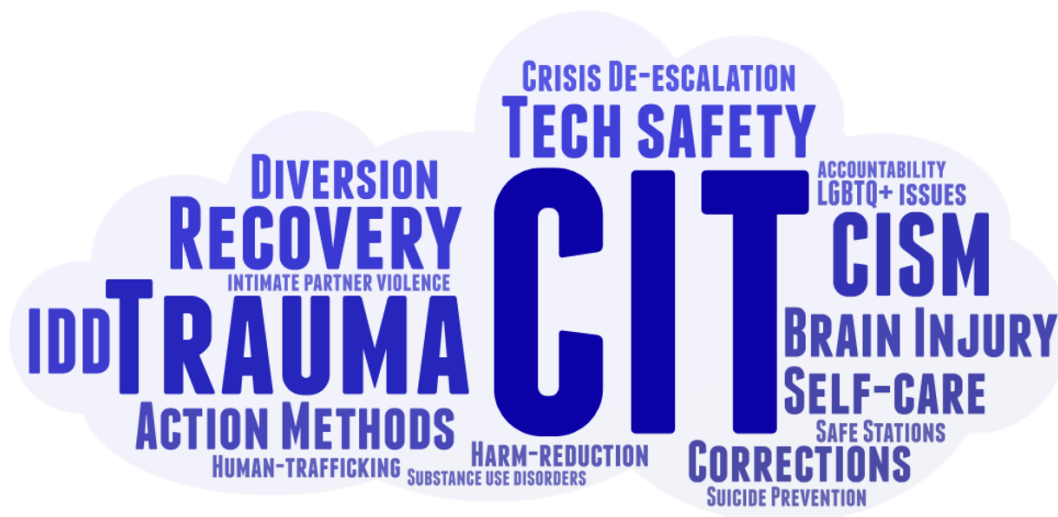 Crisis De-escalation
Tech safety
Diversion
Recovery
intimate partner violence
IDD
Trauma
Action Methods
Human-trafficking
CIT
accountability
LGBTQ+ issues
CISM
Brain Injury
Self-care
Safe Stations
Harm-reduction
Substance use disorders
Corrections
Suicide Prevention